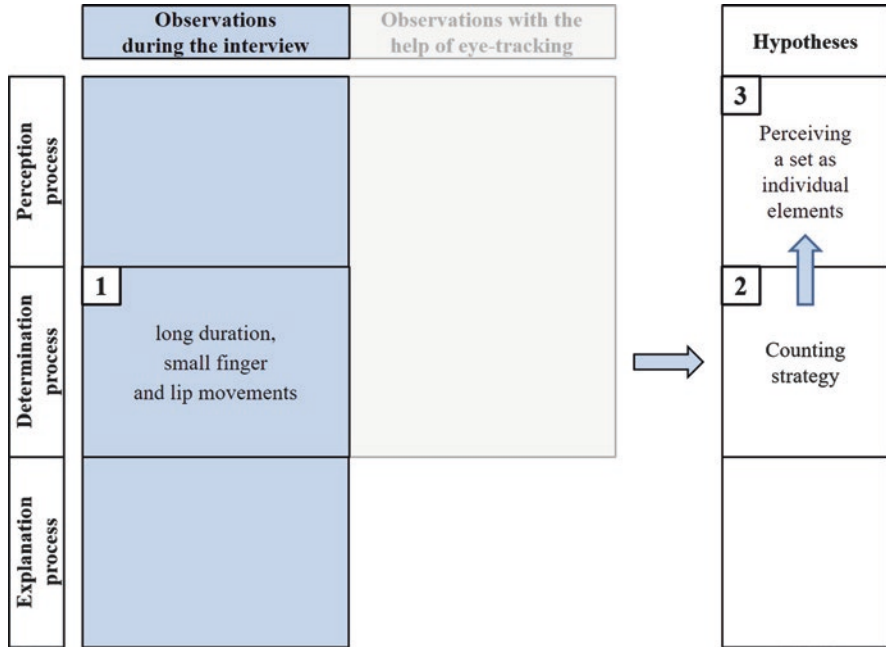 Observations
during the interview
Observations with the
help of eye-tracking
Hypotheses
Perception
process
3
Perceiving
a set as
individual
elements
Determination
process
1
long duration,
small finger
and lip movements
2
Counting
strategy
Explanation
process